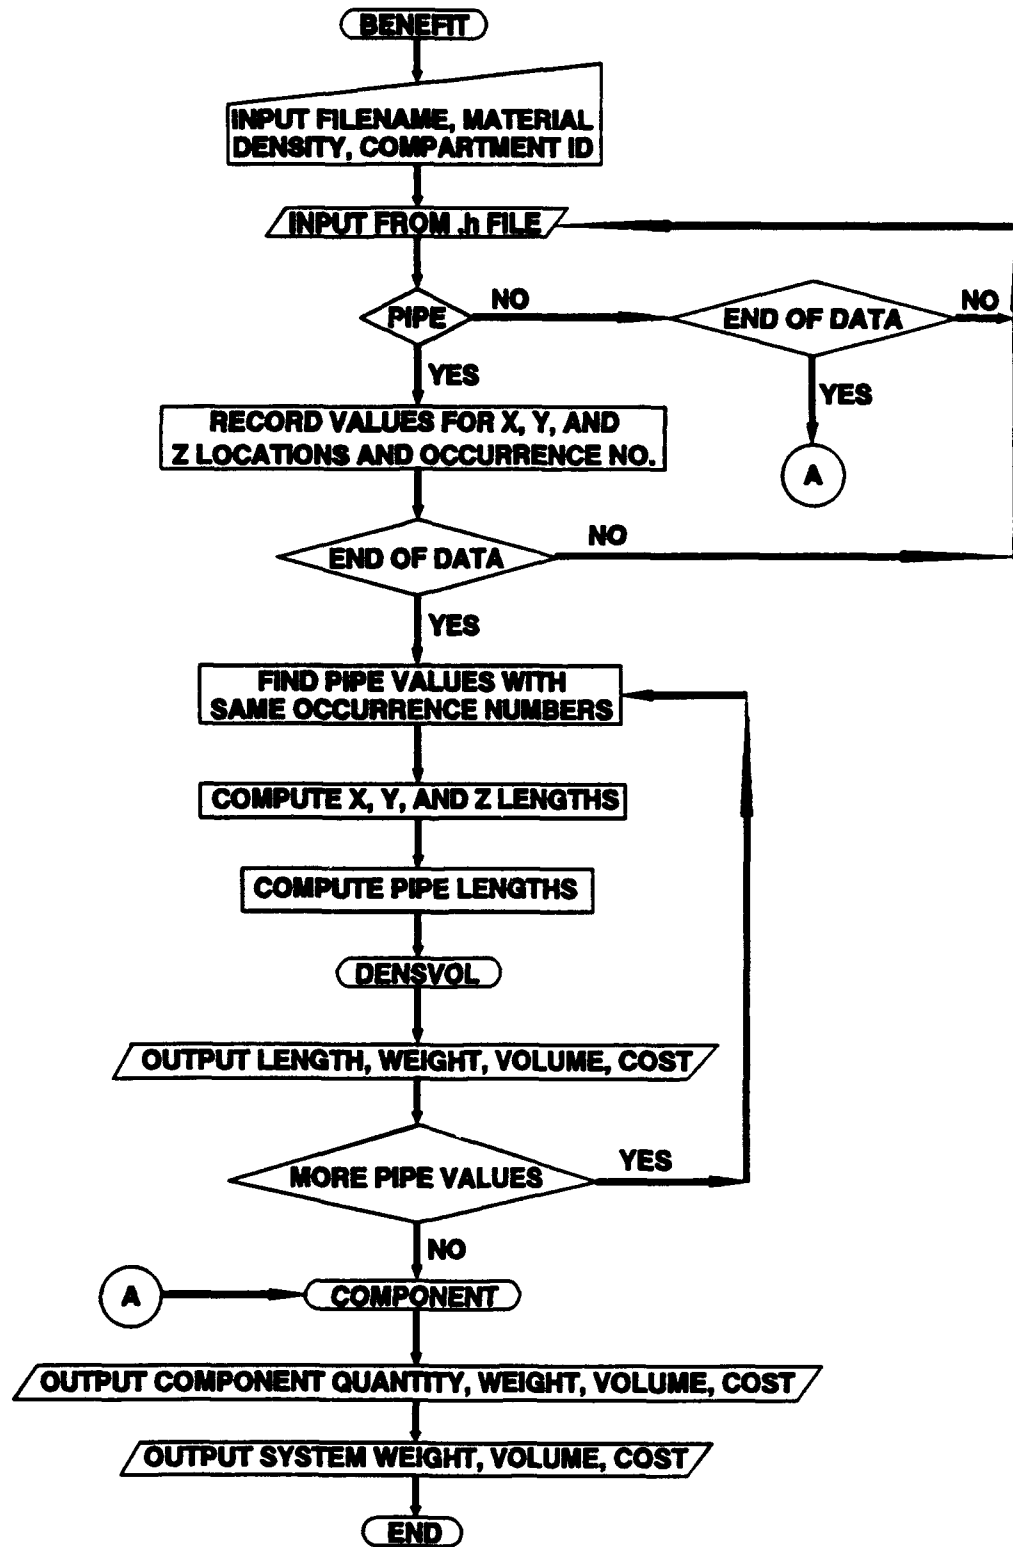 BENEFIT
INPUT FILENAME, MATERIAL
DENSITY, COMPARTMENT ID
INPUT FROM .h FILE
PIPE
NO
END OF DATA
NO
YES
YES
RECORD VALUES FOR X, Y, AND
Z LOCATIONS AND OCCURRENCE NO.
A
END OF DATA
NO
YES
FIND PIPE VALUES WITH
SAME OCCURRENCE NUMBERS
COMPUTE X, Y, AND Z LENGTHS
COMPUTE PIPE LENGTHS
DENSVOL
OUTPUT LENGTH, WEIGHT, VOLUME, COST
MORE PIPE VALUES
YES
NO
A
COMPONENT
OUTPUT COMPONENT QUANTITY, WEIGHT, VOLUME, COST
OUTPUT SYSTEM WEIGHT, VOLUME, COST
END